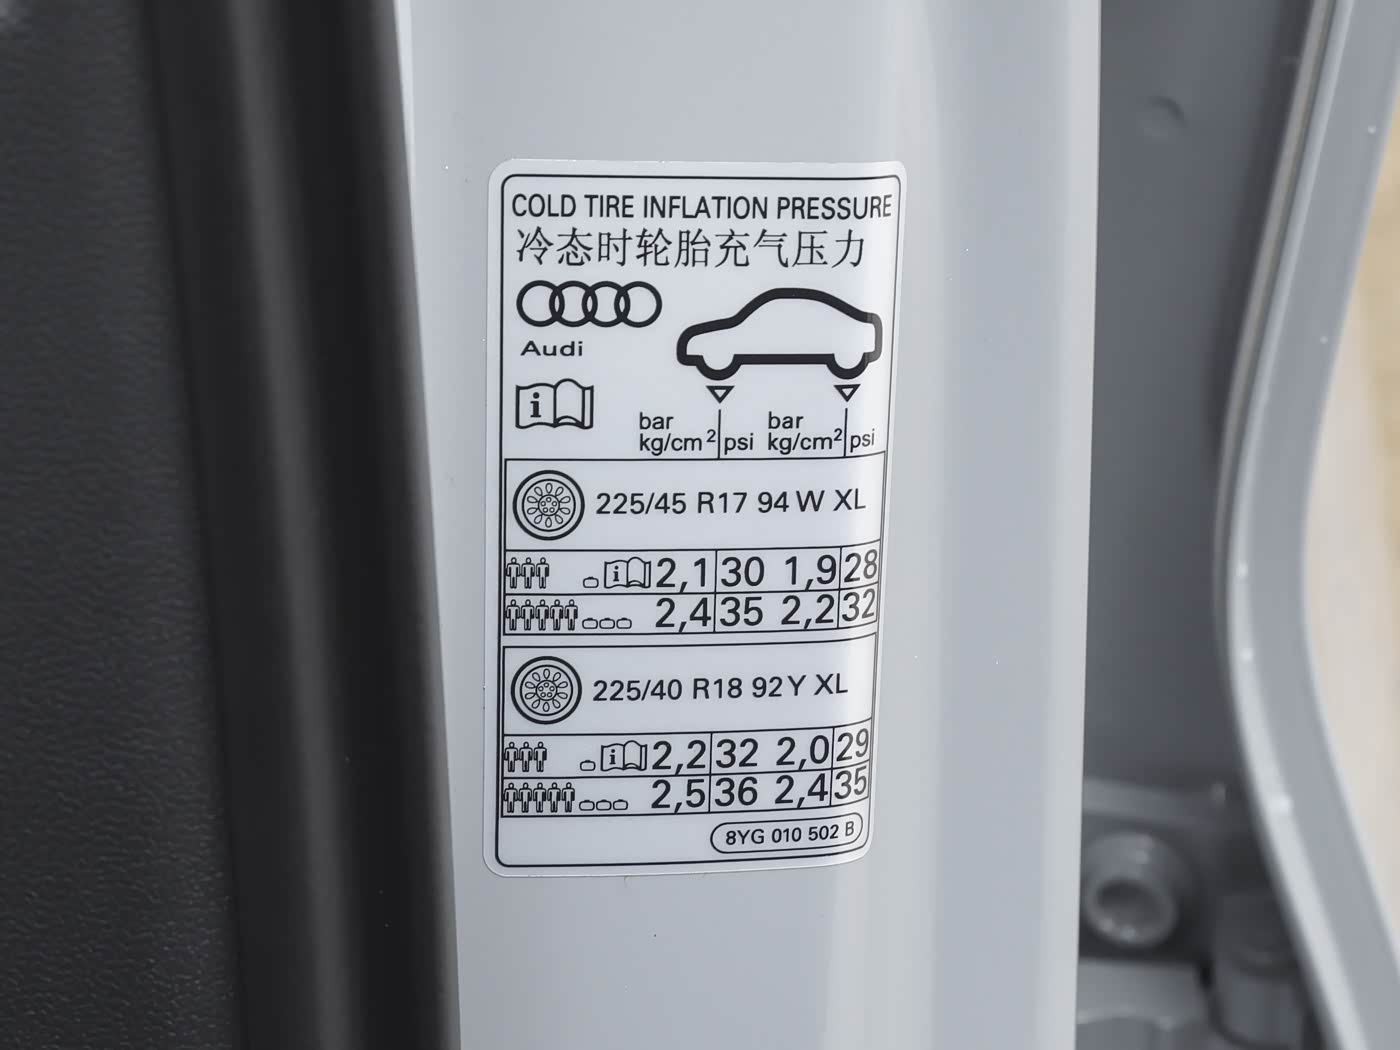 COLD TIRE INFLATION PRESSURE
冷态时轮胎充气压力
Audi
i
bar bar
kg/cm² psi kg/cm² psi
225/45 R17 94 W XL
i 2,1 30 1,9 28
2,4 35 2,2 32
225/40 R18 92 Y XL
i 2,2 32 2,0 29
2,5 36 2,4 35
8YG 010 502 B